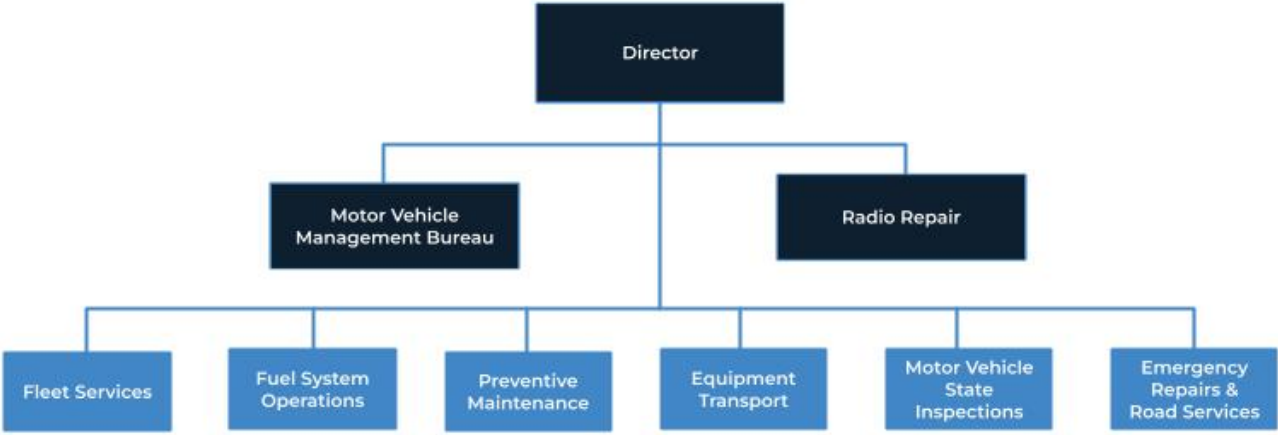 Director
Motor Vehicle
Management Bureau
Radio Repair
Fleet Services
Fuel System
Operations
Preventive
Maintenance
Equipment
Transport
Motor Vehicle
State
Inspections
Emergency
Repairs &
Road Services